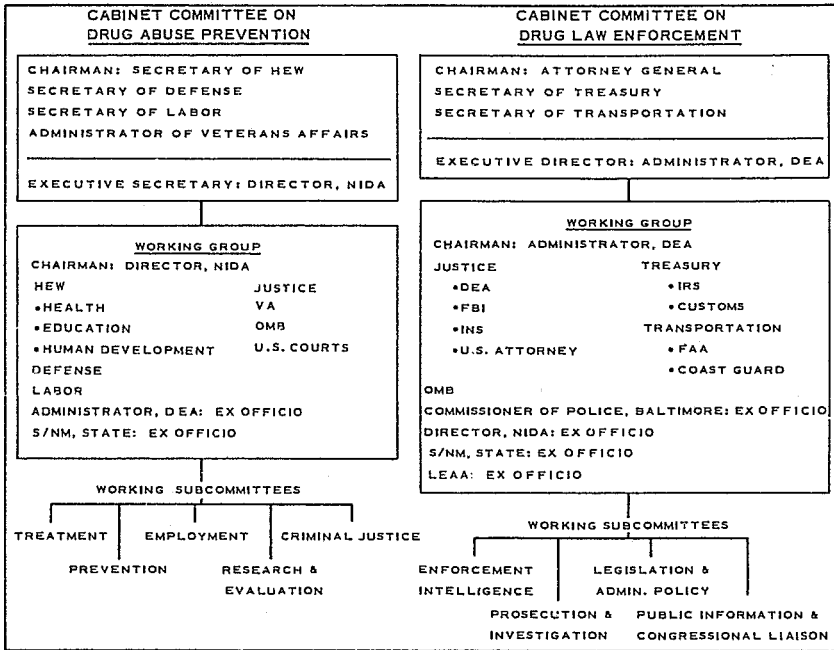 CABINET COMMITTEE ON
DRUG ABUSE PREVENTION
CHAIRMAN: SECRETARY OF HEW
SECRETARY OF DEFENSE
SECRETARY OF LABOR
ADMINISTRATOR OF VETERANS AFFAIRS
EXECUTIVE SECRETARY: DIRECTOR, NIDA
WORKING GROUP
CHAIRMAN: DIRECTOR, NIDA
HEW JUSTICE
•HEALTH VA
•EDUCATION OMB
•HUMAN DEVELOPMENT U.S. COURTS
DEFENSE
LABOR
ADMINISTRATOR, DEA: EX OFFICIO
S/NM, STATE: EX OFFICIO
WORKING SUBCOMMITTEES
TREATMENT EMPLOYMENT CRIMINAL JUSTICE
PREVENTION RESEARCH &
EVALUATION
CABINET COMMITTEE ON
DRUG LAW ENFORCEMENT
CHAIRMAN: ATTORNEY GENERAL
SECRETARY OF TREASURY
SECRETARY OF TRANSPORTATION
EXECUTIVE DIRECTOR: ADMINISTRATOR, DEA
WORKING GROUP
CHAIRMAN: ADMINISTRATOR, DEA
JUSTICE TREASURY
•DEA •IRS
•FBI •CUSTOMS
•INS TRANSPORTATION
•U.S. ATTORNEY •FAA
•COAST GUARD
OMB
COMMISSIONER OF POLICE, BALTIMORE: EX OFFICIO
DIRECTOR, NIDA: EX OFFICIO
S/NM, STATE: EX OFFICIO
LEAA: EX OFFICIO
WORKING SUBCOMMITTEES
ENFORCEMENT LEGISLATION &
INTELLIGENCE ADMIN. POLICY
PROSECUTION & PUBLIC INFORMATION &
INVESTIGATION CONGRESSIONAL LIAISON